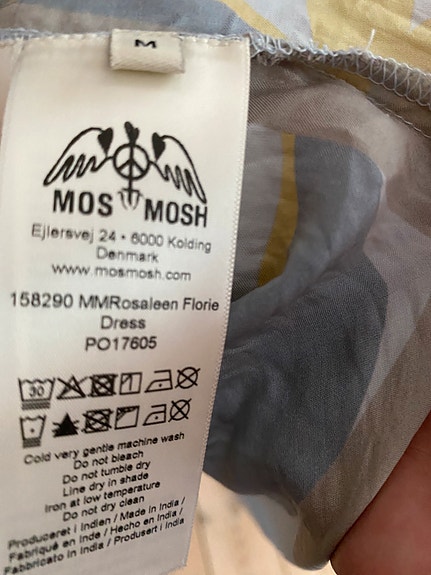 M
MOS MOSH
Ejlersvej 24 • 6000 Kolding
Denmark
www.mosmosh.com
158290 MMRosaleen Florie
Dress
PO17605
30
Cold very gentle machine wash
Do not bleach
Do not tumble dry
Line dry in shade
Iron at low temperature
Do not dry clean
Produceret i Indien / Made in India /
Fabriqué en Inde / Hecho en India /
Fabbricato in India / Produsert i India